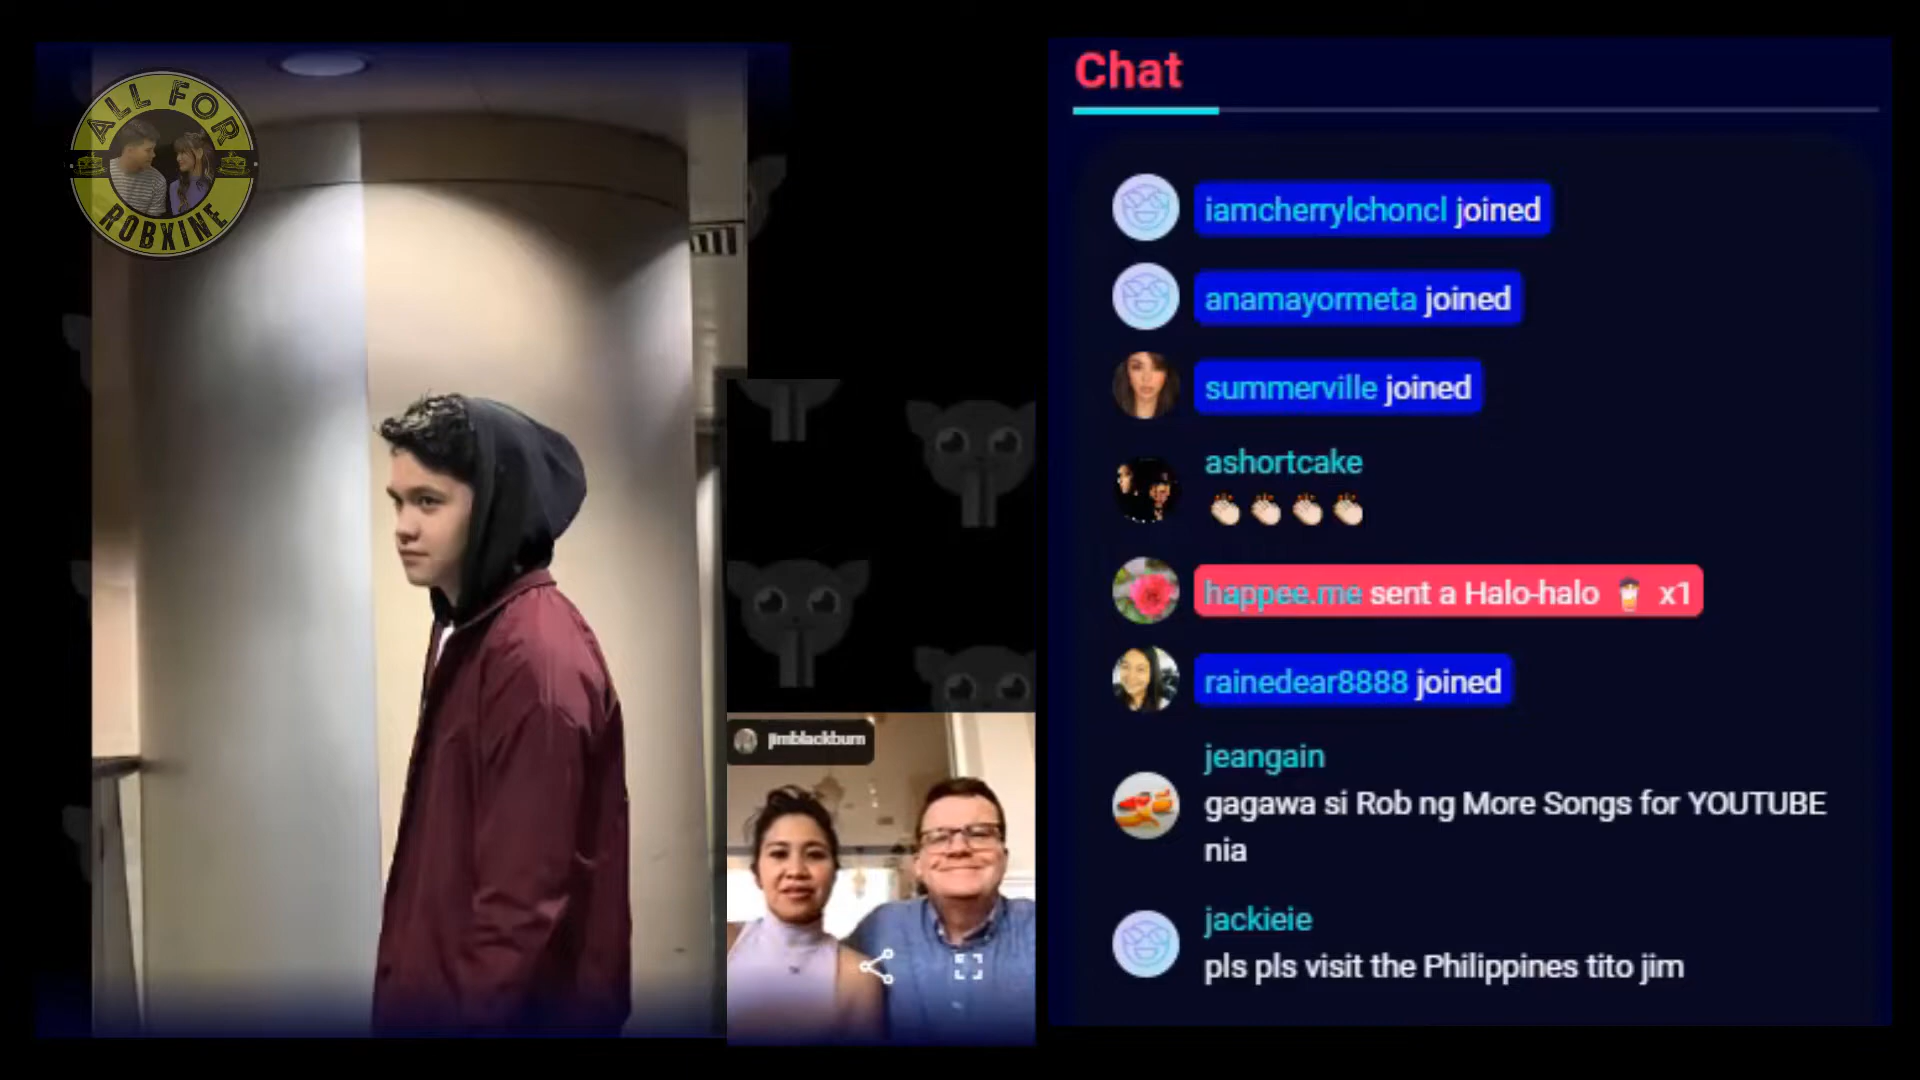 ALL FOR
ROBXINE
jimblackburn
Chat
iamcherrylchoncl joined
anamayormeta joined
summerville joined
ashortcake
👏🏻👏🏻👏🏻👏🏻
happee.me sent a Halo-halo x1
rainedear8888 joined
jeangain
gagawa si Rob ng More Songs for YOUTUBE
nia
jackieie
pls pls visit the Philippines tito jim